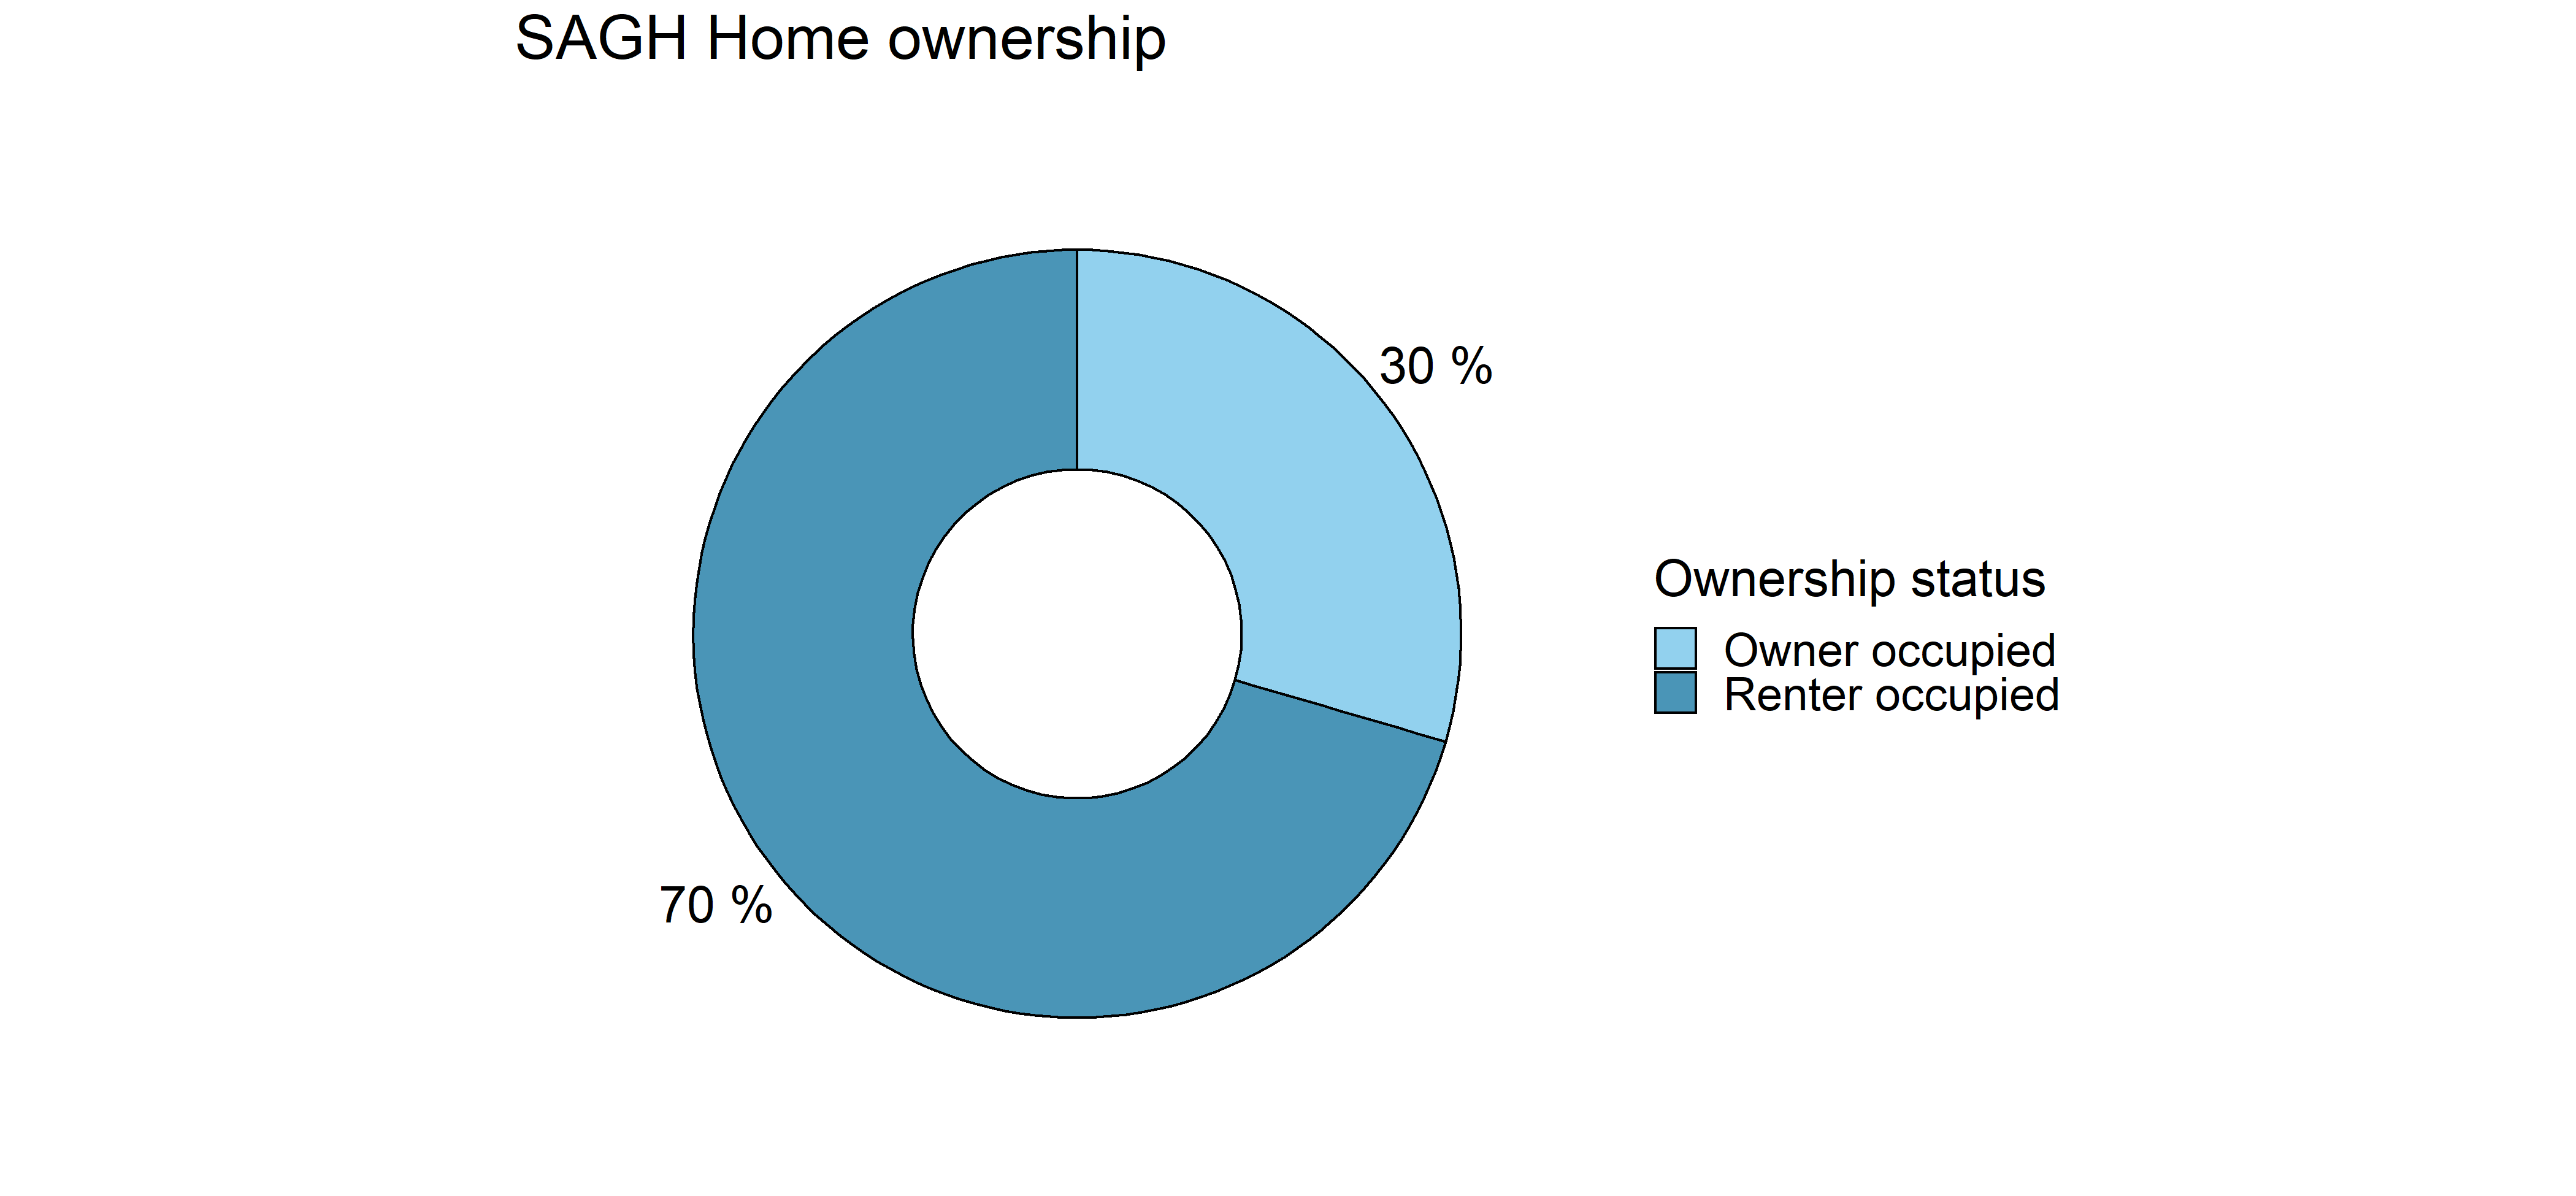 SAGH Home ownership
30 %
Ownership status
Owner occupied
Renter occupied
70 %